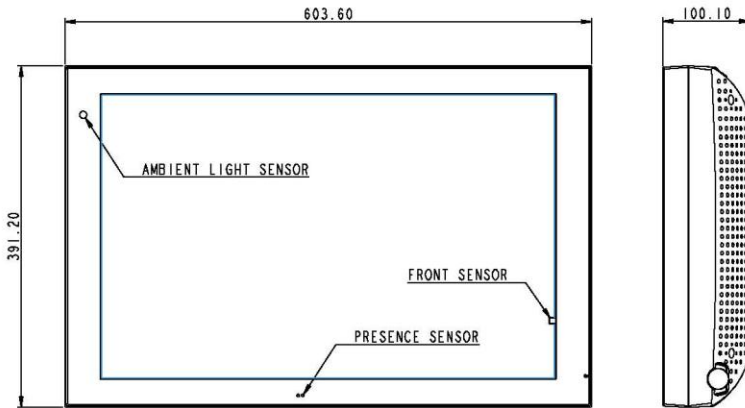 603.60
100.10
AMBIENT LIGHT SENSOR
391.20
FRONT SENSOR
PRESENCE SENSOR